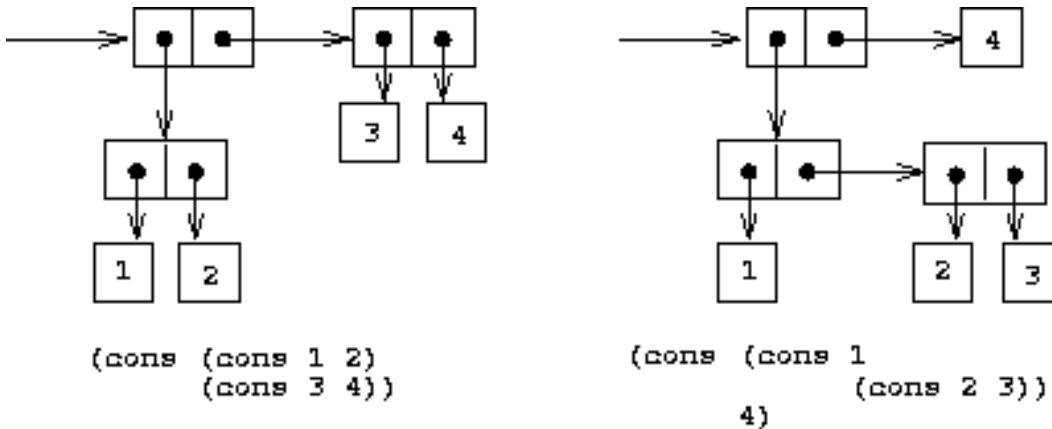 4
3 4
1 2
1 2 3
(cons (cons 1 2)
(cons 3 4))
(cons (cons 1
(cons 2 3))
4)